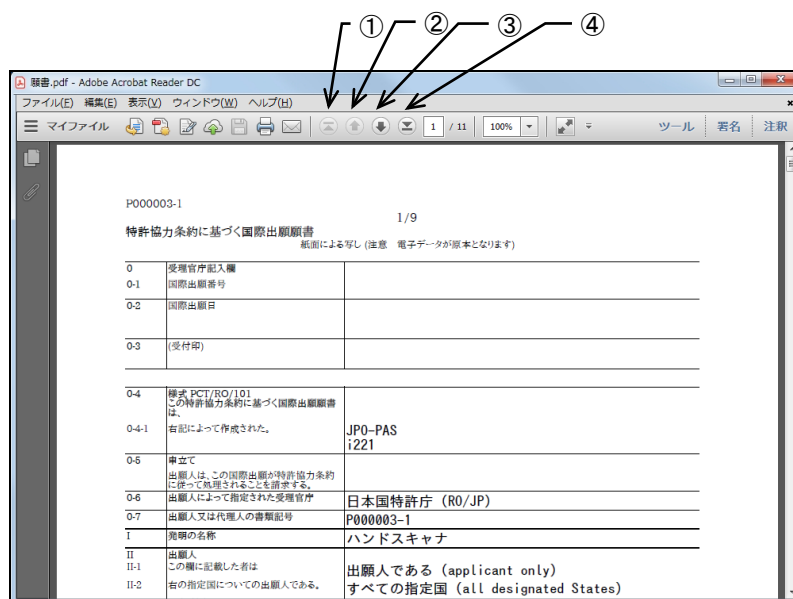 ① ② ③ ④
願書.pdf - Adobe Acrobat Reader DC
ファイル(F) 編集(E) 表示(V) ウィンドウ(W) ヘルプ(H)
マイファイル 1 / 11 100% ツール 署名 注釈
P000003-1
1/9
特許協力条約に基づく国際出願願書
紙面による写し (注意 電子データが原本となります)
0 受理官庁記入欄
0-1 国際出願番号
0-2 国際出願日
0-3 (受付印)
0-4 様式 PCT/RO/101
この特許協力条約に基づく国際出願願書
は、
0-4-1 右記によって作成された。 JPO-PAS
i221
0-5 申立て
出願人は、この国際出願が特許協力条約
に従って処理されることを請求する。
0-6 出願人によって指定された受理官庁 日本国特許庁 (RO/JP)
0-7 出願人又は代理人の書類記号 P000003-1
I 発明の名称 ハンドスキャナ
II 出願人
II-1 この欄に記載した者は 出願人である (applicant only)
II-2 右の指定国についての出願人である。 すべての指定国 (all designated States)